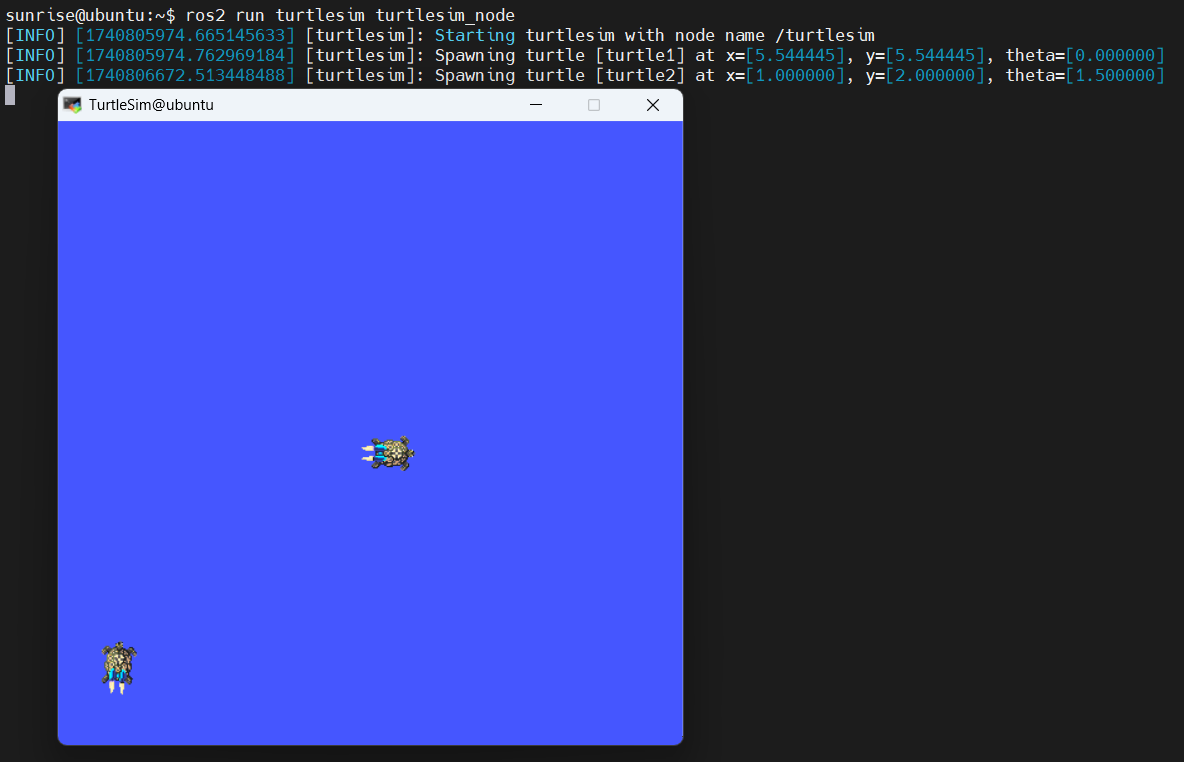 sunrise@ubuntu:~$ ros2 run turtlesim turtlesim_node
[INFO] [1740805974.665145633] [turtlesim]: Starting turtlesim with node name /turtlesim
[INFO] [1740805974.762969184] [turtlesim]: Spawning turtle [turtle1] at x=[5.544445], y=[5.544445], theta=[0.000000]
[INFO] [1740806672.513448488] [turtlesim]: Spawning turtle [turtle2] at x=[1.000000], y=[2.000000], theta=[1.500000]
TurtleSim@ubuntu